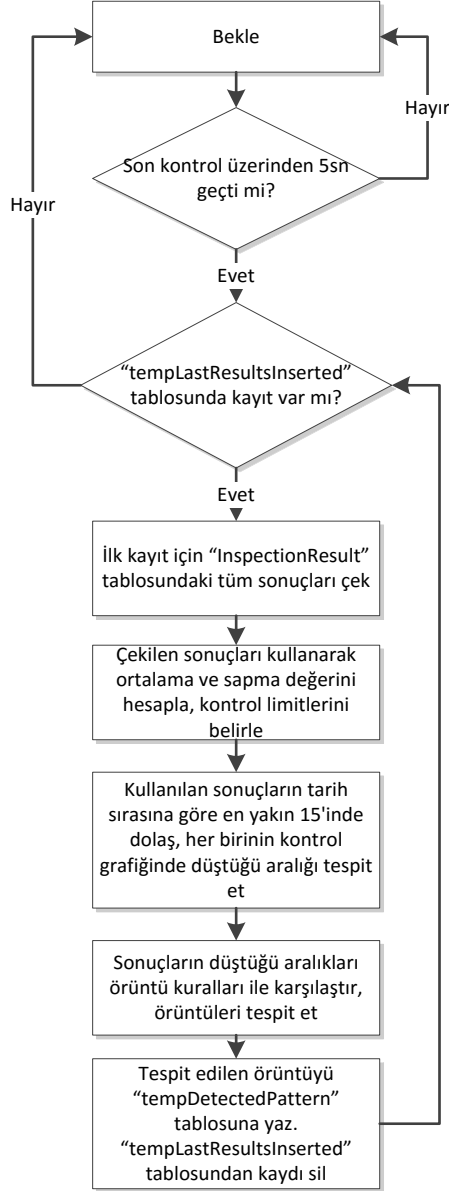 Bekle
Hayır
Son kontrol üzerinden 5sn
geçti mi?
Hayır
Evet
“tempLastResultsInserted”
tablosunda kayıt var mı?
Evet
İlk kayıt için “InspectionResult”
tablosundaki tüm sonuçları çek
Çekilen sonuçları kullanarak
ortalama ve sapma değerini
hesapla, kontrol limitlerini
belirle
Kullanılan sonuçların tarih
sırasına göre en yakın 15'inde
dolaş, her birinin kontrol
grafiğinde düştüğü aralığı tespit
et
Sonuçların düştüğü aralıkları
örüntü kuralları ile karşılaştır,
örüntüleri tespit et
Tespit edilen örüntüyü
“tempDetectedPattern”
tablosuna yaz.
“tempLastResultsInserted”
tablosundan kaydı sil